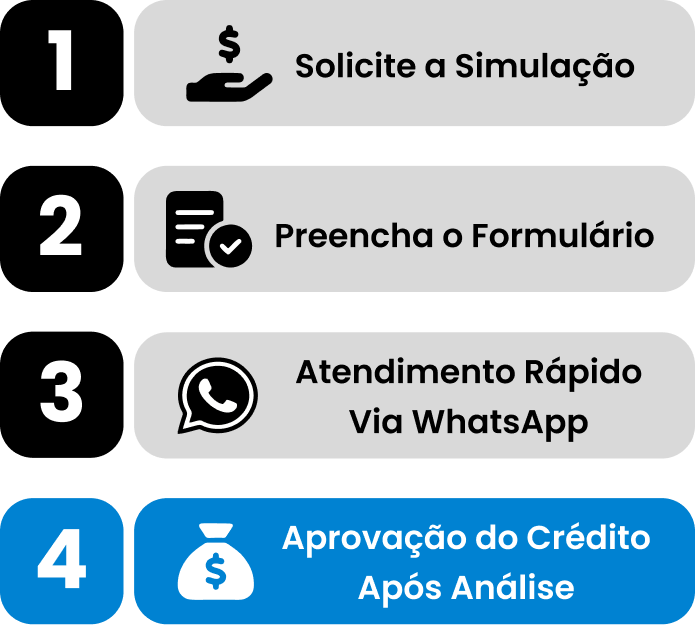 1
Solicite a Simulação
2
Preencha o Formulário
3
Atendimento Rápido
Via WhatsApp
4
Aprovação do Crédito
Após Análise